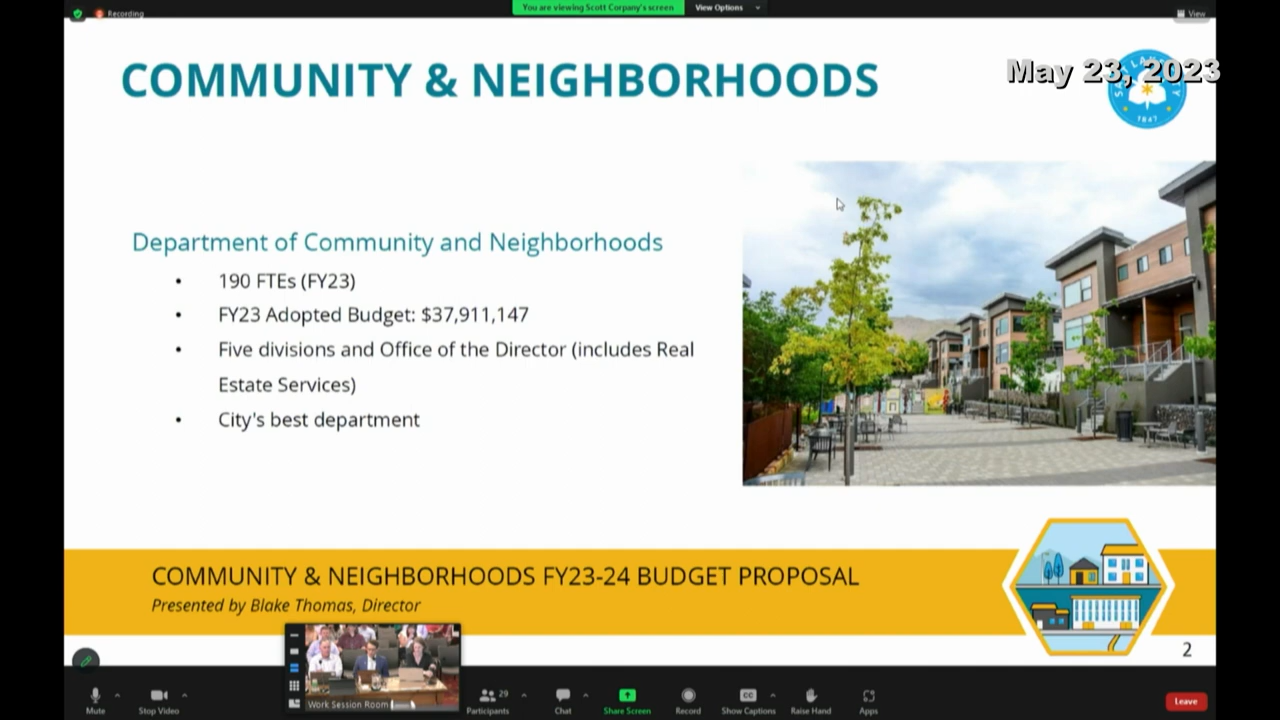 Recording
You are viewing Scott Corpany's screen
View Options
View
COMMUNITY & NEIGHBORHOODS
May 23, 2023
1847
Department of Community and Neighborhoods
• 190 FTEs (FY23)
• FY23 Adopted Budget: $37,911,147
• Five divisions and Office of the Director (includes Real
Estate Services)
• City's best department
COMMUNITY & NEIGHBORHOODS FY23-24 BUDGET PROPOSAL
Presented by Blake Thomas, Director
2
Work Session Room
Mute
Stop Video
Participants
29
Chat
Share Screen
Record
CC
Show Captions
Raise Hand
Apps
Leave